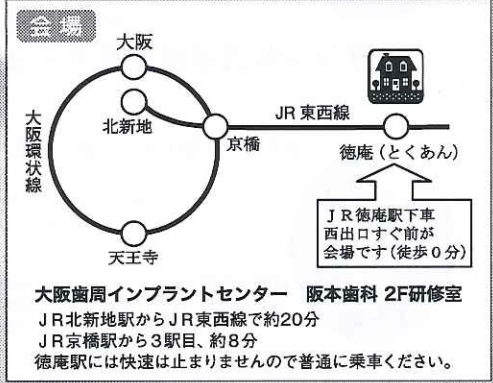 会場
大阪
大阪環状線
北新地
京橋
JR東西線
徳庵(とくあん)
天王寺
JR徳庵駅下車
西出口すぐ前が
会場です(徒歩0分)
大阪歯周インプラントセンター 阪本歯科 2F研修室
JR北新地駅からJR東西線で約20分
JR京橋駅から3駅目、約8分
徳庵駅には快速は止まりませんので普通に乗車ください。